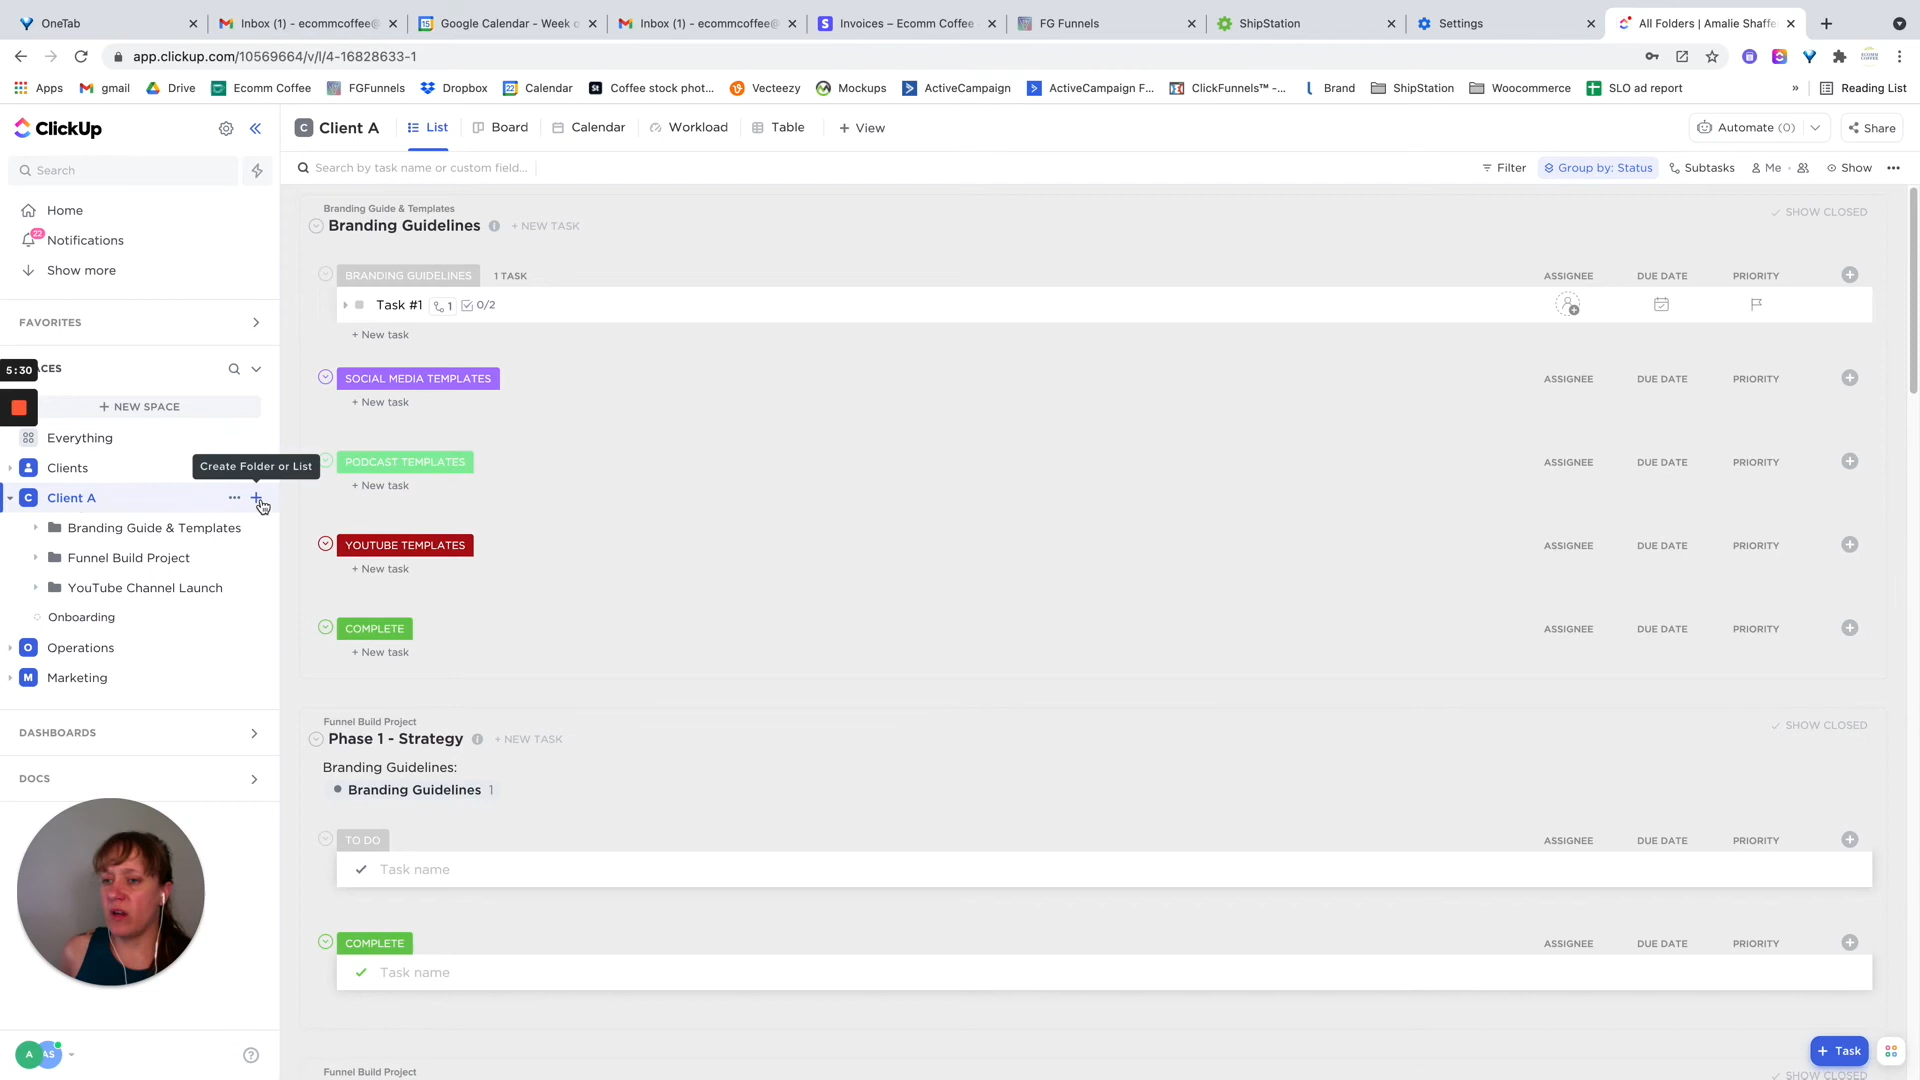 OneTab
Inbox (1) - ecommcoffee@
Google Calendar - Week o
Inbox (1) - ecommcoffee@
Invoices – Ecomm Coffee
FG Funnels
ShipStation
Settings
All Folders | Amalie Shaffe
app.clickup.com/10569664/v/l/4-16828633-1
Apps
gmail
Drive
Ecomm Coffee
FGFunnels
Dropbox
Calendar
Coffee stock phot...
Vecteezy
Mockups
ActiveCampaign
ActiveCampaign F...
ClickFunnels™ -...
Brand
ShipStation
Woocommerce
SLO ad report
»
Reading List
ClickUp
C Client A
List
Board
Calendar
Workload
Table
+ View
Automate (0)
Share
Search
Search by task name or custom field...
Filter
Group by: Status
Subtasks
Me
Show
Home
22
Notifications
Show more
FAVORITES
5:30
ACES
+ NEW SPACE
Everything
Clients
Create Folder or List
C Client A
Branding Guide & Templates
Funnel Build Project
YouTube Channel Launch
Onboarding
O Operations
M Marketing
DASHBOARDS
DOCS
A AS
Branding Guide & Templates
SHOW CLOSED
Branding Guidelines
+ NEW TASK
BRANDING GUIDELINES 1 TASK ASSIGNEE DUE DATE PRIORITY
Task #1 1 0/2
+ New task
SOCIAL MEDIA TEMPLATES ASSIGNEE DUE DATE PRIORITY
+ New task
PODCAST TEMPLATES ASSIGNEE DUE DATE PRIORITY
+ New task
YOUTUBE TEMPLATES ASSIGNEE DUE DATE PRIORITY
+ New task
COMPLETE ASSIGNEE DUE DATE PRIORITY
+ New task
Funnel Build Project
SHOW CLOSED
Phase 1 - Strategy
+ NEW TASK
Branding Guidelines:
Branding Guidelines 1
TO DO ASSIGNEE DUE DATE PRIORITY
Task name
COMPLETE ASSIGNEE DUE DATE PRIORITY
Task name
+ Task
Funnel Build Project
SHOW CLOSED